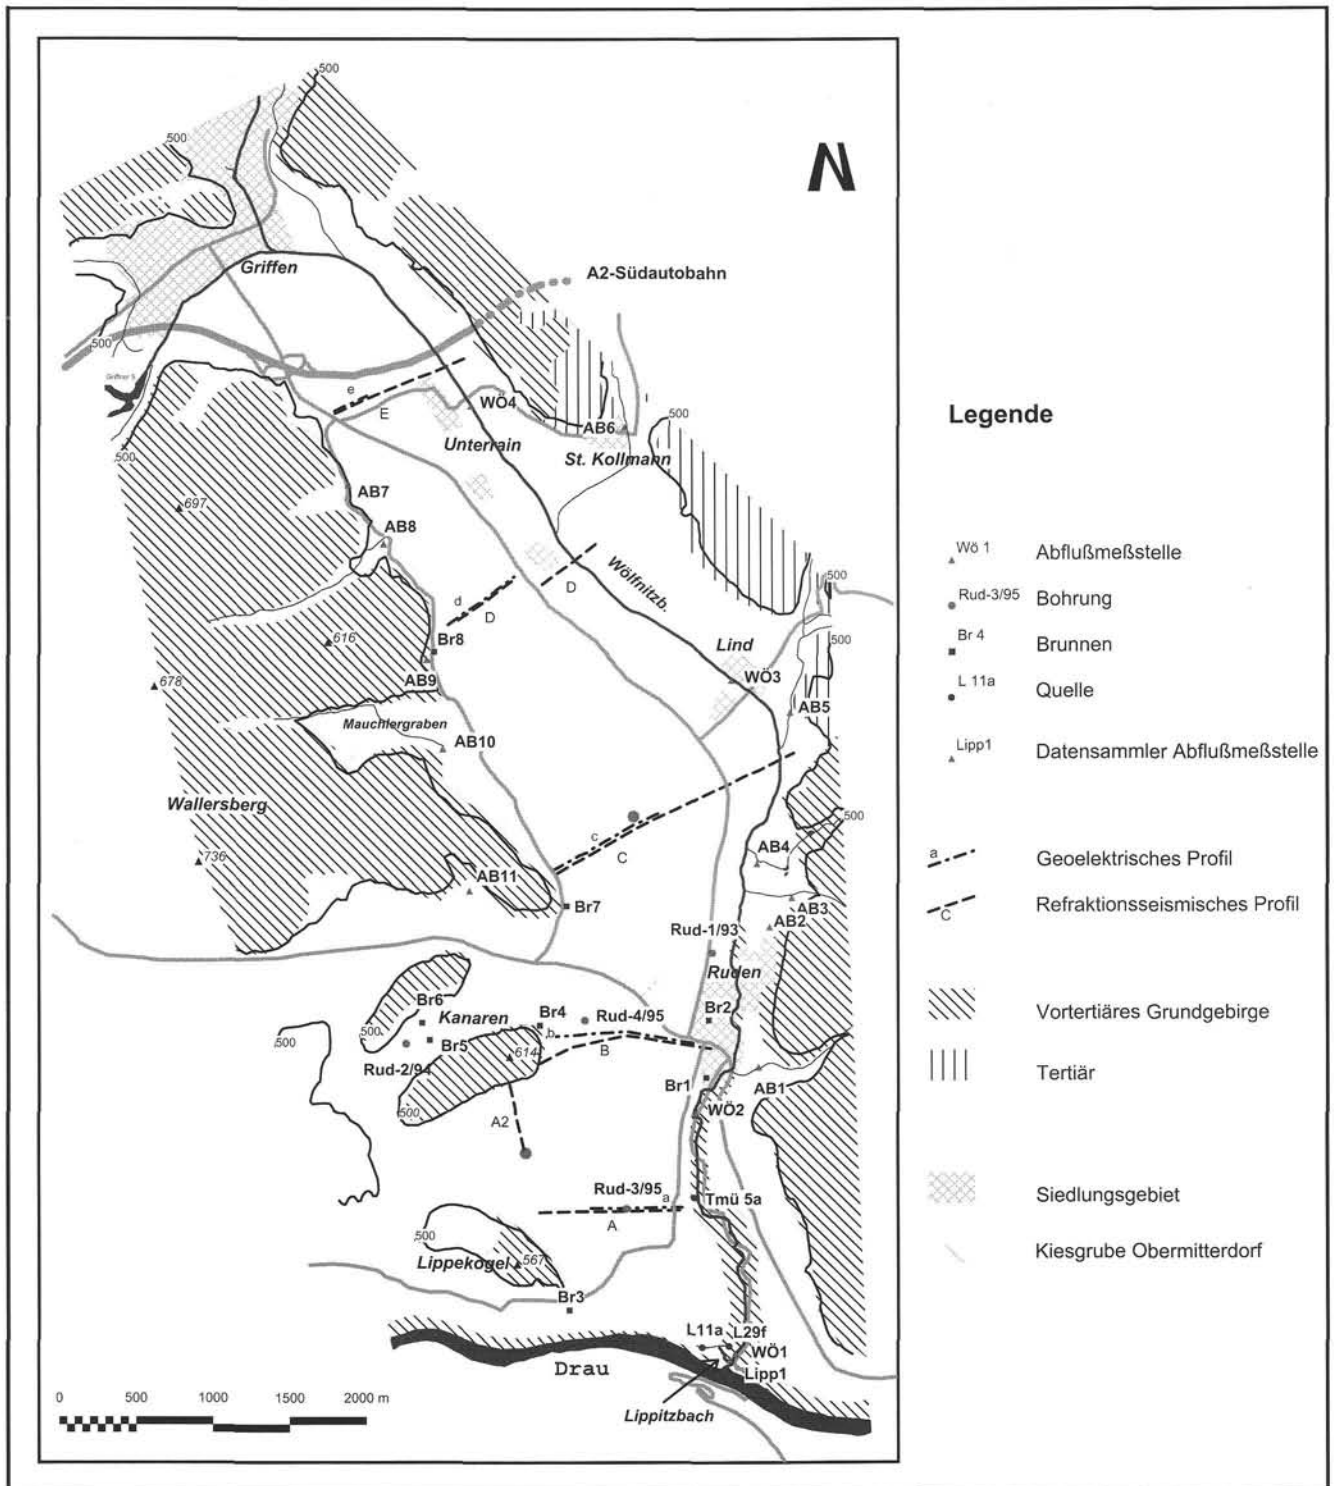 500
500
N
Griffen
A2-Südautobahn
500
Griffner S.
e
E
WÖ4
500
AB6
Unterrain
St. Kollmann
500
AB7
697
AB8
500
Wölfnitzb.
D
d
D
616
Br8
Lind
500
678
AB9
WÖ3
AB5
Mauchlergraben
AB10
Wallersberg
500
c
C
AB4
736
AB11
Br7
AB3
AB2
Rud-1/93
Ruden
Br6
Kanaren
Br4
Rud-4/95
Br2
500
500
b
Br5
614
B
Rud-2/94
Br1
AB1
500
WÖ2
A2
Rud-3/95
a
Tmü 5a
A
500
Lippekogel
567
Br3
L11a
L29f
WÖ1
Drau
Lipp1
Lippitzbach
0 500 1000 1500 2000 m
Legende
Wö 1 Abflußmeßstelle
Rud-3/95 Bohrung
Br 4 Brunnen
L 11a Quelle
Lipp1 Datensammler Abflußmeßstelle
a Geoelektrisches Profil
C Refraktionsseismisches Profil
Vortertiäres Grundgebirge
Tertiär
Siedlungsgebiet
Kiesgrube Obermitterdorf